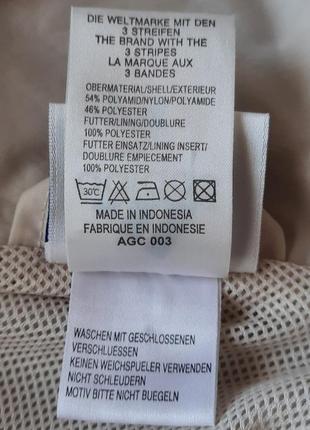 DIE WELTMARKE MIT DEN
3 STREIFEN
THE BRAND WITH THE
3 STRIPES
LA MARQUE AUX
3 BANDES
OBERMATERIAL/SHELL/EXTERIEUR
54% POLYAMID/NYLON/POLYAMIDE
46% POLYESTER
FUTTER/LINING/DOUBLURE
100% POLYESTER
FUTTER EINSATZ/LINING INSERT/
DOUBLURE EMPIECEMENT
100% POLYESTER
30°C
MADE IN INDONESIA
FABRIQUE EN INDONESIE
AGC 003
WASCHEN MIT GESCHLOSSENEN
VERSCHLUESSEN
KEINEN WEICHSPUELER VERWENDEN
NICHT SCHLEUDERN
MOTIV BITTE NICHT BUEGELN